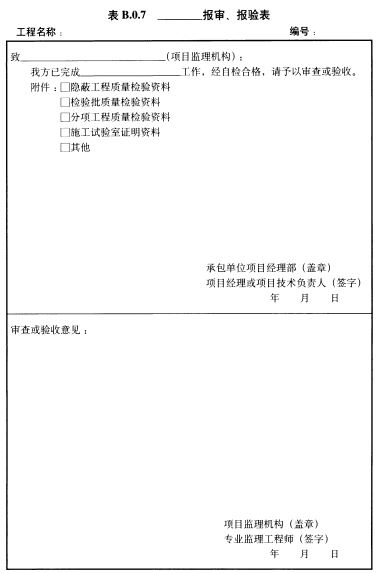 表 B.0.7 ________报审、报验表
工程名称： 编号：
致________________________(项目监理机构)：
我方已完成________________工作，经自检合格，请予以审查或验收。
附件：□隐蔽工程质量检验资料
□检验批质量检验资料
□分项工程质量检验资料
□施工试验室证明资料
□其他
承包单位项目经理部（盖章）
项目经理或项目技术负责人（签字）
年 月 日
审查或验收意见：
项目监理机构（盖章）
专业监理工程师（签字）
年 月 日